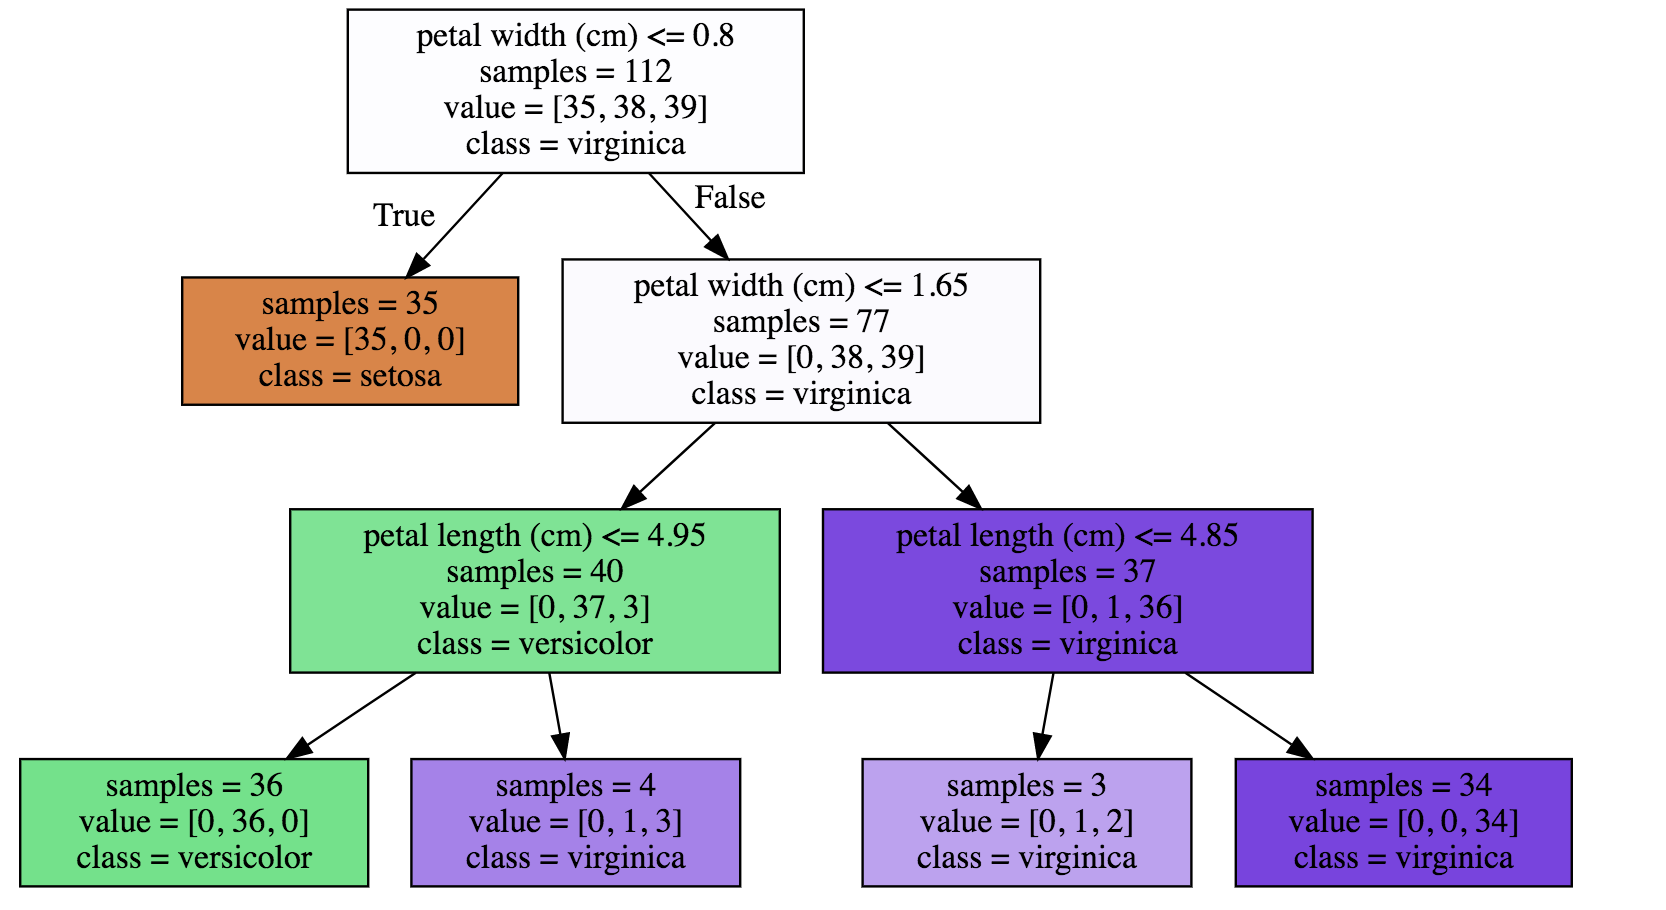 petal width (cm) <= 0.8
samples = 112
value = [35, 38, 39]
class = virginica
True
False
samples = 35
value = [35, 0, 0]
class = setosa
petal width (cm) <= 1.65
samples = 77
value = [0, 38, 39]
class = virginica
petal length (cm) <= 4.95
samples = 40
value = [0, 37, 3]
class = versicolor
petal length (cm) <= 4.85
samples = 37
value = [0, 1, 36]
class = virginica
samples = 36
value = [0, 36, 0]
class = versicolor
samples = 4
value = [0, 1, 3]
class = virginica
samples = 3
value = [0, 1, 2]
class = virginica
samples = 34
value = [0, 0, 34]
class = virginica